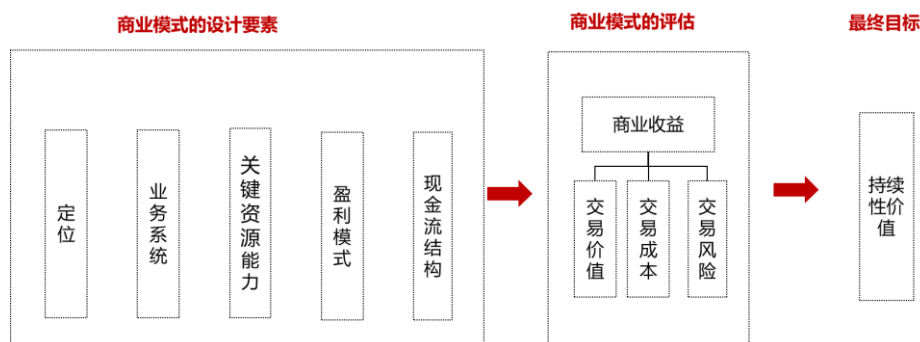 商业模式的设计要素
商业模式的评估
最终目标
定位
业务系统
关键资源能力
盈利模式
现金流结构
商业收益
交易价值
交易成本
交易风险
持续
性价
值